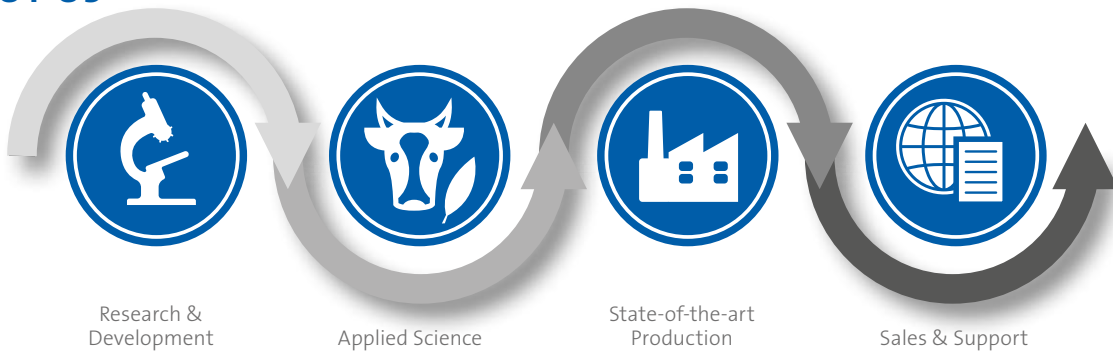 Research &
Development
Applied Science
State-of-the-art
Production
Sales & Support